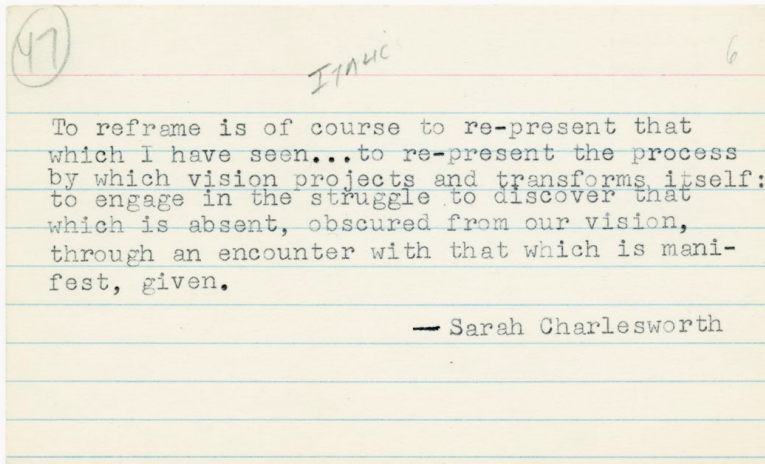 47
ITALIC
6
To reframe is of course to re-present that
which I have seen...to re-present the process
by which vision projects and transforms itself:
to engage in the struggle to discover that
which is absent, obscured from our vision,
through an encounter with that which is mani-
fest, given.
— Sarah Charlesworth